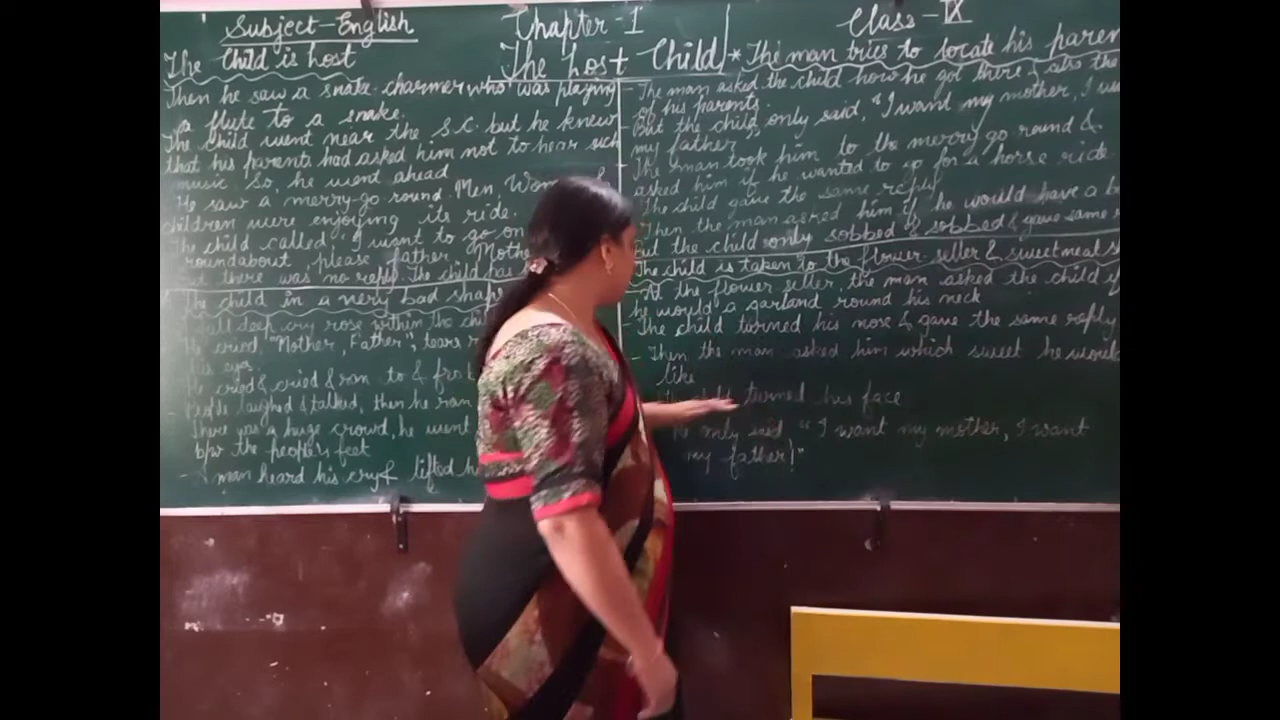 Subject-English
Chapter-1
Class-IX
The Lost Child
The Child is lost
Then he saw a snake-charmer who was playing
a flute to a snake.
The child went near the S.C. but he knew
that his parents had asked him not to hear such
music. So, he went ahead
He saw a merry-go round. Men, Wom
children were enjoying its ride.
The child called, "I want to go on
roundabout please father, Mothe
but there was no reply. The child has
The child in a very bad shape
deep cry rose within the chi
He cried, "Mother, Father", tears
his eyes.
He cried & cried & ran to & fro
- People laughed & talked, then he ran
There was a huge crowd, he went
bpw the people's feet
- A man heard his cry & lifted h
* The man tries to locate his paren
- The man asked the child how he got there, also the
of his parents.
- But the child only said, "I want my mother, I w
my father"
- The man took him to the merry go round &
asked him if he wanted to go for a horse ride.
- The child gave the same reply
- Then the man asked him if he would have a b
But the child only sobbed & sobbed & gave same
The child is taken to the flower seller & sweetmeat s
- At the flower seller, the man asked the child if
he would a garland round his neck
- The child turned his nose & gave the same reply
- Then the man asked him which sweet he would
like
turned his face
He only said "I want my mother, I want
my father!"